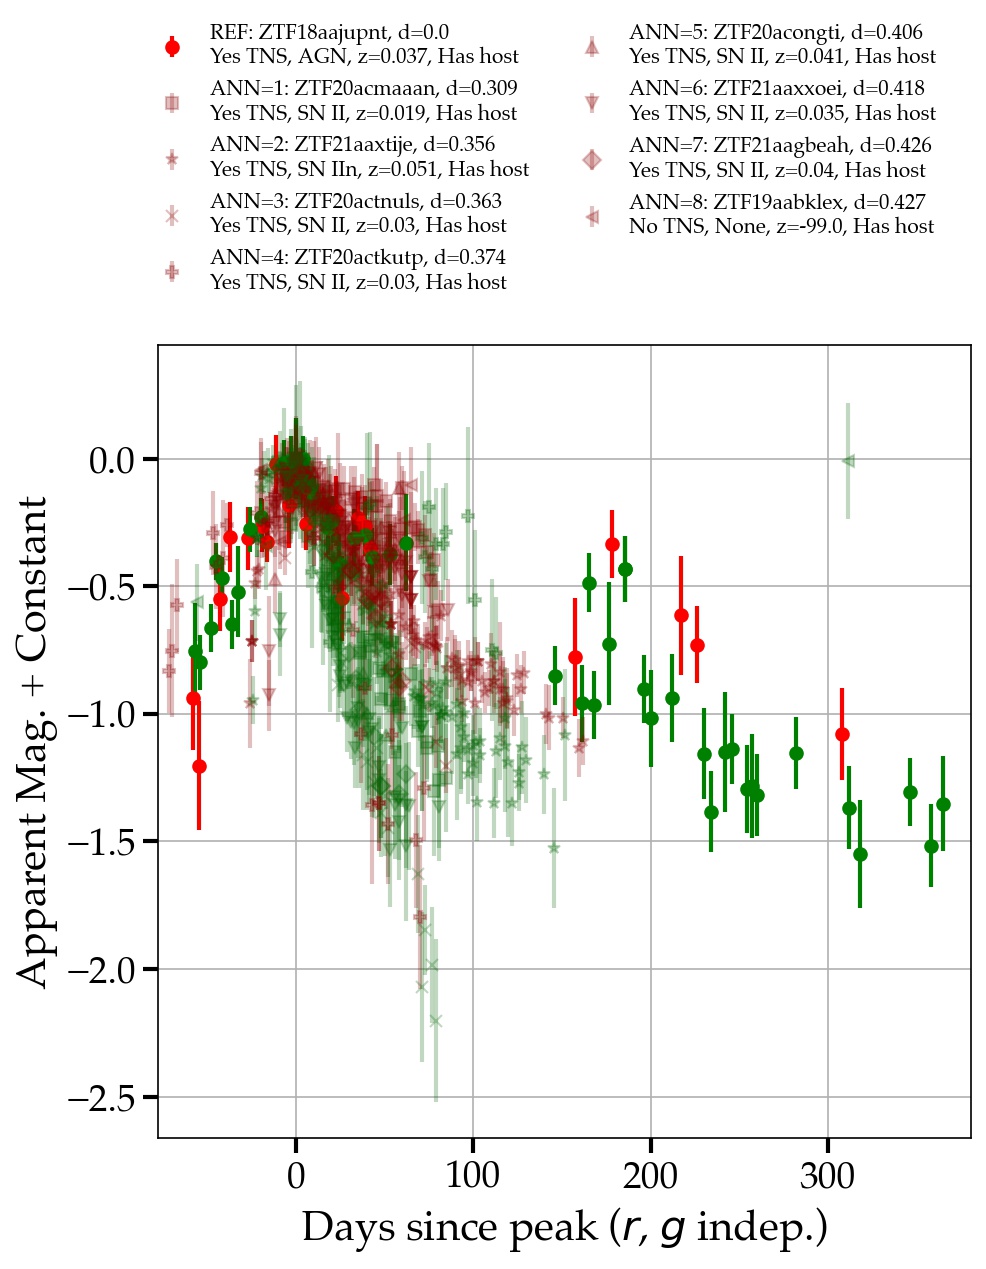 REF: ZTF18aajupnt, d=0.0
Yes TNS, AGN, z=0.037, Has host
ANN=1: ZTF20acmaaan, d=0.309
Yes TNS, SN II, z=0.019, Has host
ANN=2: ZTF21aaxtije, d=0.356
Yes TNS, SN IIn, z=0.051, Has host
ANN=3: ZTF20actnuls, d=0.363
Yes TNS, SN II, z=0.03, Has host
ANN=4: ZTF20actkutp, d=0.374
Yes TNS, SN II, z=0.03, Has host
ANN=5: ZTF20acongti, d=0.406
Yes TNS, SN II, z=0.041, Has host
ANN=6: ZTF21aaxxoei, d=0.418
Yes TNS, SN II, z=0.035, Has host
ANN=7: ZTF21aagbeah, d=0.426
Yes TNS, SN II, z=0.04, Has host
ANN=8: ZTF19aabklex, d=0.427
No TNS, None, z=-99.0, Has host
Apparent Mag. + Constant
0.0
−0.5
−1.0
−1.5
−2.0
−2.5
0
100
200
300
Days since peak (r, g indep.)